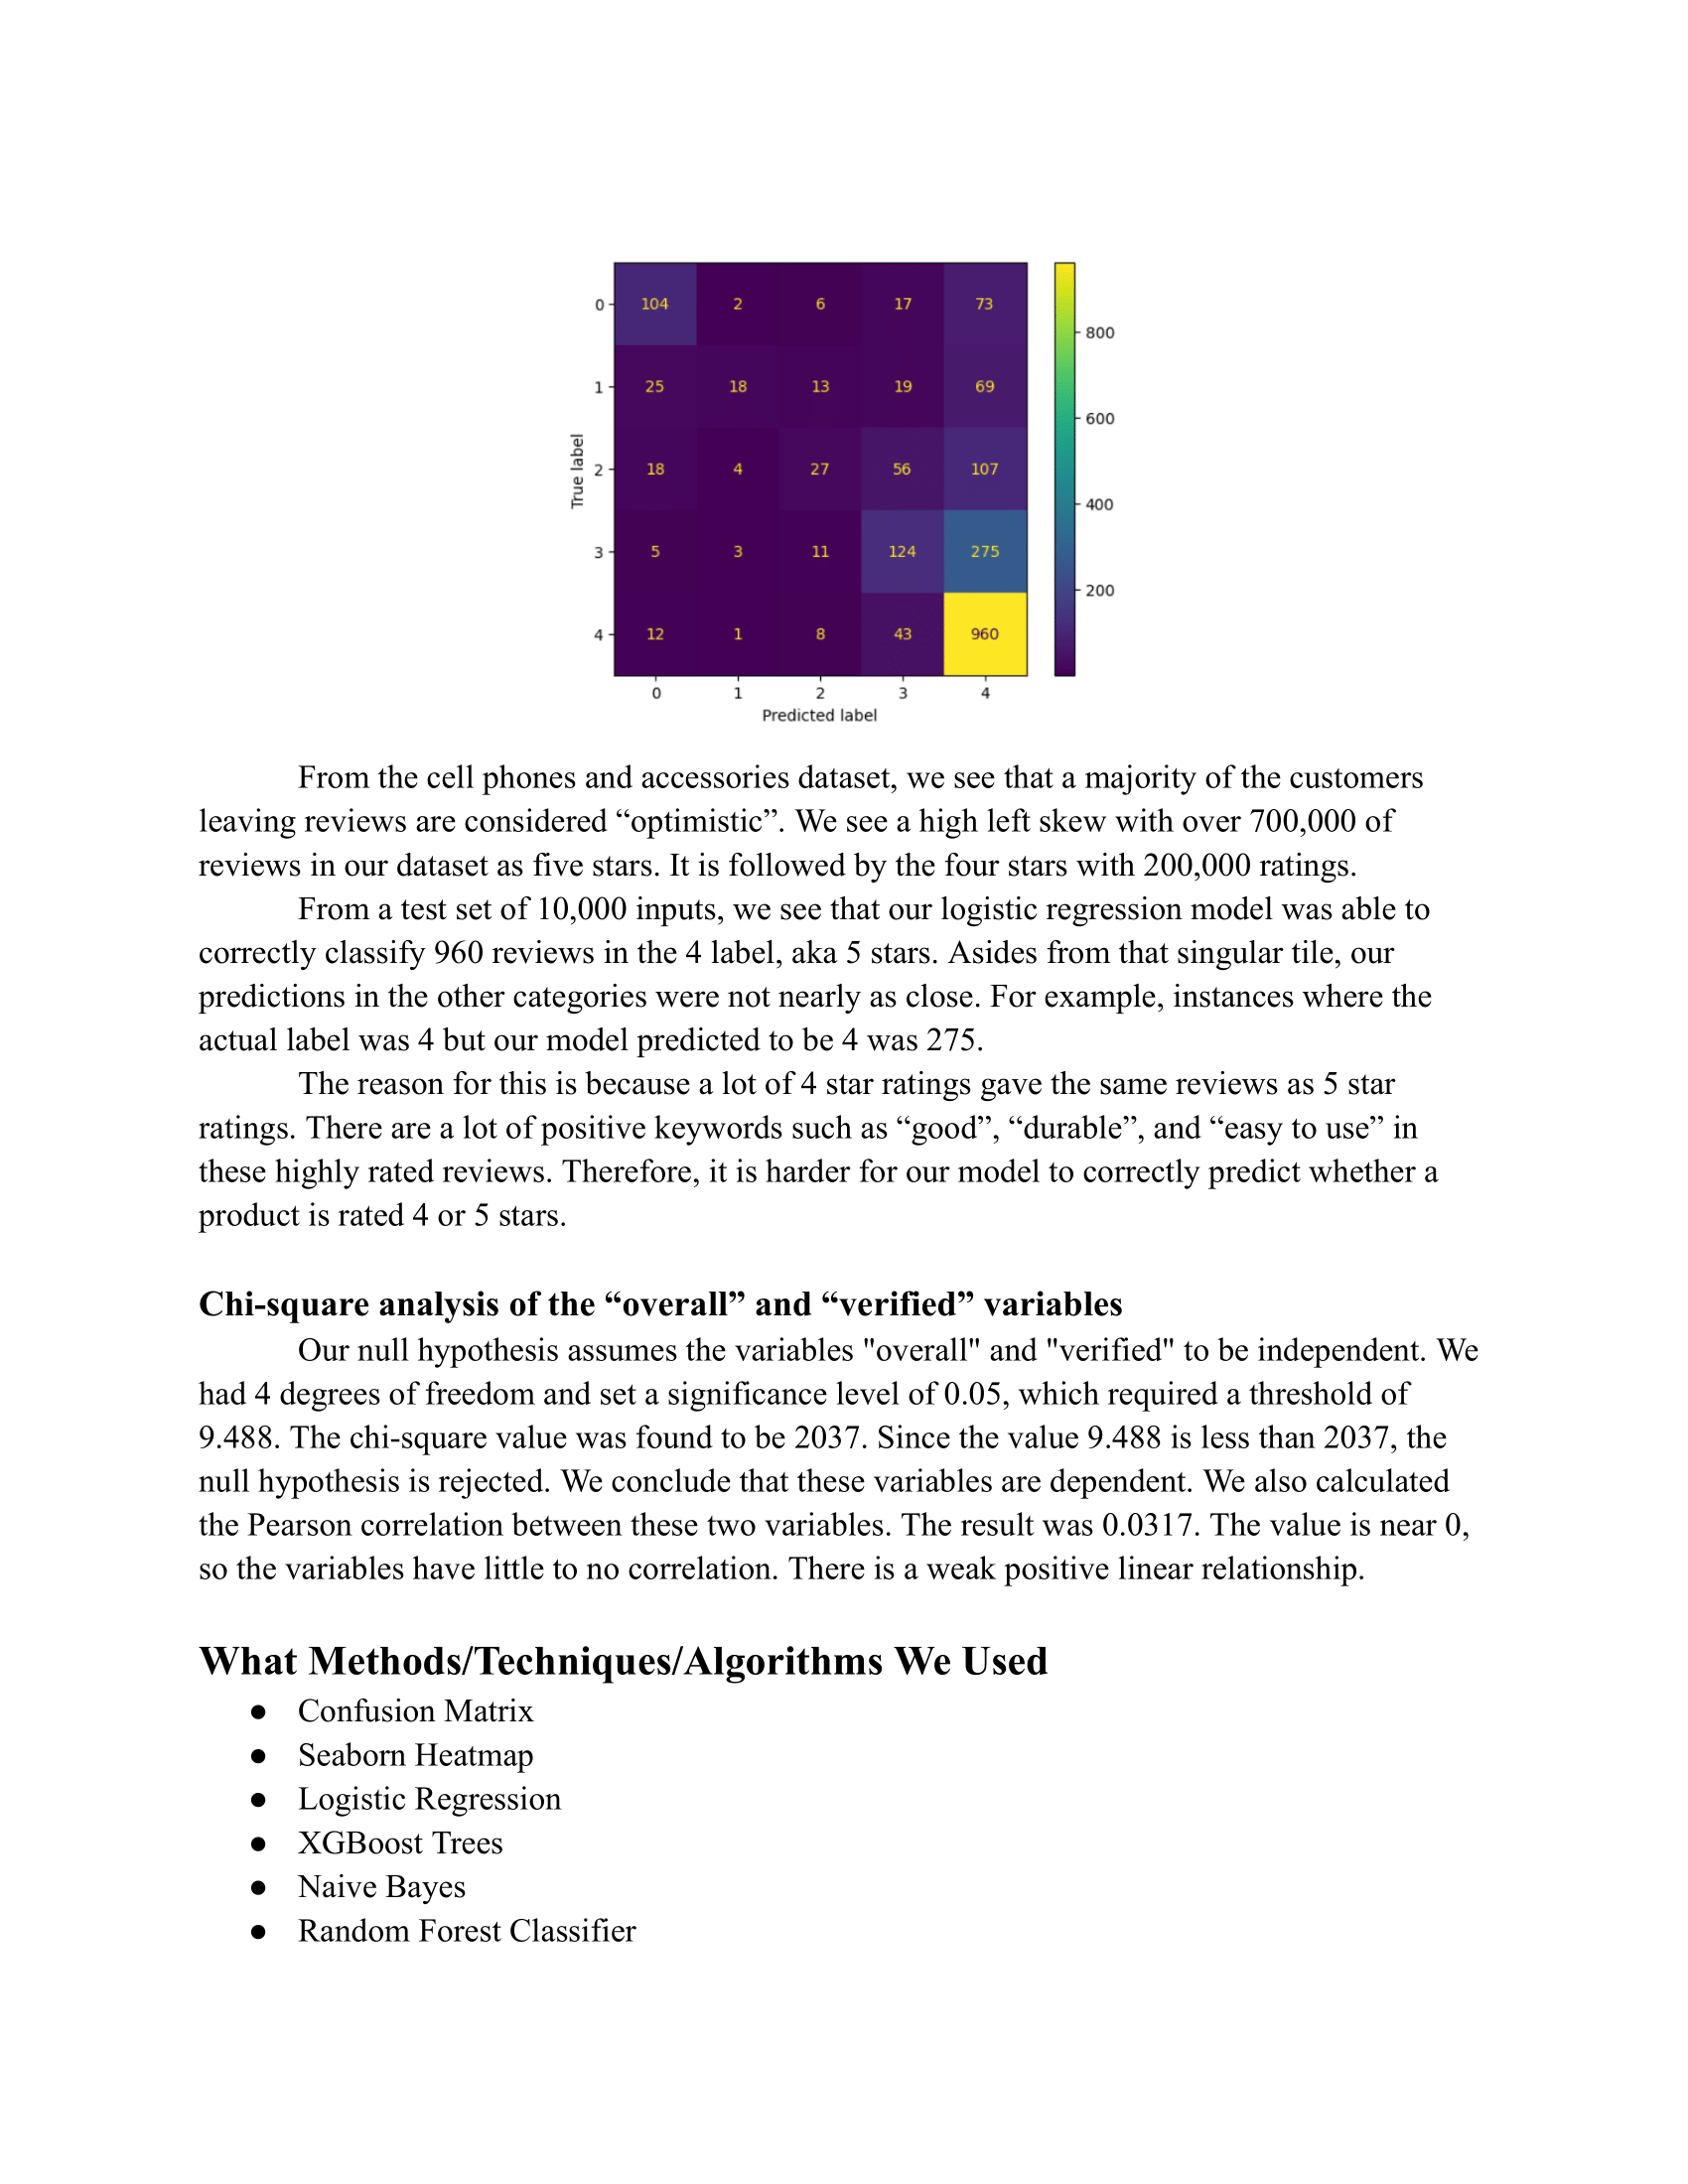 0 104 2 6 17 73
800
1 25 18 13 19 69
600
True label
2 18 4 27 56 107
400
3 5 3 11 124 275
200
4 12 1 8 43 960
0 1 2 3 4
Predicted label
From the cell phones and accessories dataset, we see that a majority of the customers
leaving reviews are considered “optimistic”. We see a high left skew with over 700,000 of
reviews in our dataset as five stars. It is followed by the four stars with 200,000 ratings.
From a test set of 10,000 inputs, we see that our logistic regression model was able to
correctly classify 960 reviews in the 4 label, aka 5 stars. Asides from that singular tile, our
predictions in the other categories were not nearly as close. For example, instances where the
actual label was 4 but our model predicted to be 4 was 275.
The reason for this is because a lot of 4 star ratings gave the same reviews as 5 star
ratings. There are a lot of positive keywords such as “good”, “durable”, and “easy to use” in
these highly rated reviews. Therefore, it is harder for our model to correctly predict whether a
product is rated 4 or 5 stars.
Chi-square analysis of the “overall” and “verified” variables
Our null hypothesis assumes the variables "overall" and "verified" to be independent. We
had 4 degrees of freedom and set a significance level of 0.05, which required a threshold of
9.488. The chi-square value was found to be 2037. Since the value 9.488 is less than 2037, the
null hypothesis is rejected. We conclude that these variables are dependent. We also calculated
the Pearson correlation between these two variables. The result was 0.0317. The value is near 0,
so the variables have little to no correlation. There is a weak positive linear relationship.
What Methods/Techniques/Algorithms We Used
● Confusion Matrix
● Seaborn Heatmap
● Logistic Regression
● XGBoost Trees
● Naive Bayes
● Random Forest Classifier